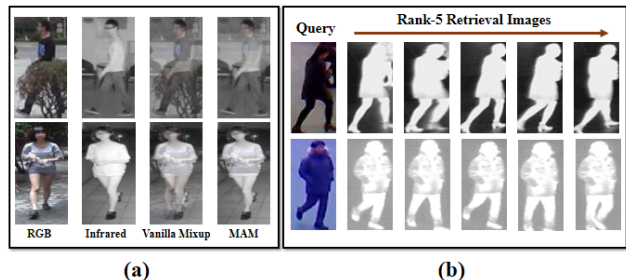 Query
Rank-5 Retrieval Images
RGB
Infrared
Vanilla Mixup
MAM
(a)
(b)